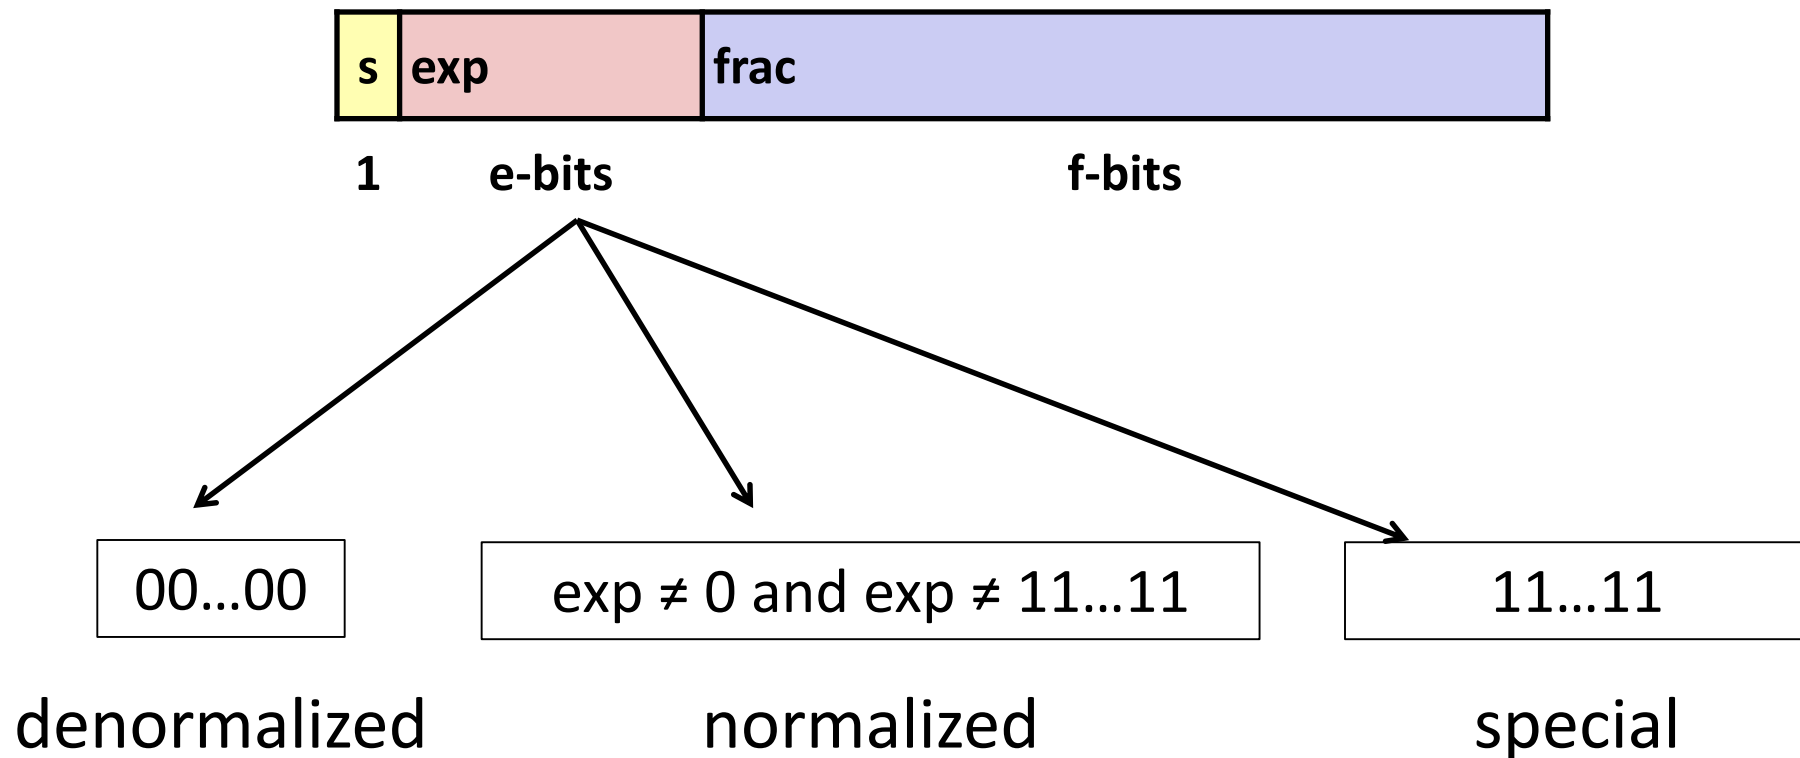 s exp frac
1 e-bits f-bits
00…00 exp ≠ 0 and exp ≠ 11…11 11…11
denormalized normalized special